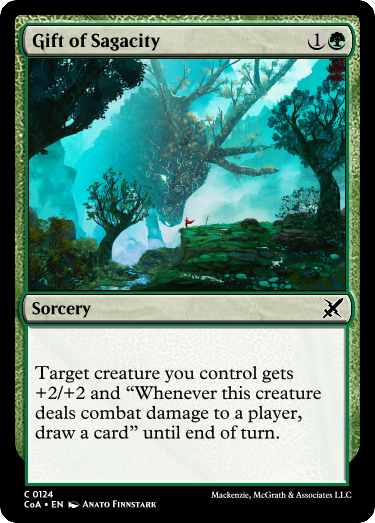 Gift of Sagacity 1
Sorcery
Target creature you control gets
+2/+2 and “Whenever this creature
deals combat damage to a player,
draw a card” until end of turn.
C 0124
CoA • EN Anato Finnstark
Mackenzie, McGrath & Associates LLC